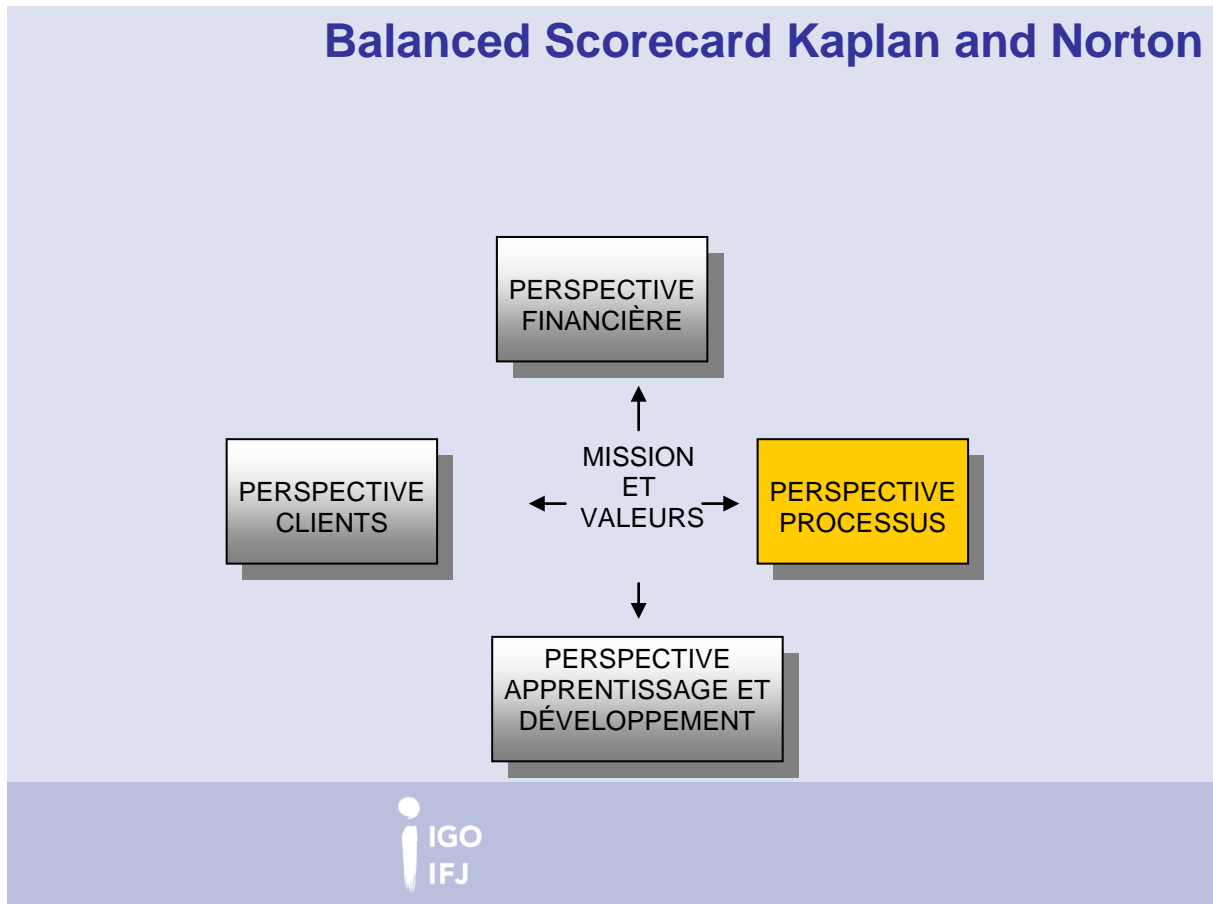 Balanced Scorecard Kaplan and Norton
PERSPECTIVE
FINANCIÈRE
PERSPECTIVE
CLIENTS
MISSION
ET
VALEURS
PERSPECTIVE
PROCESSUS
PERSPECTIVE
APPRENTISSAGE ET
DÉVELOPPEMENT
IGO
IFJ